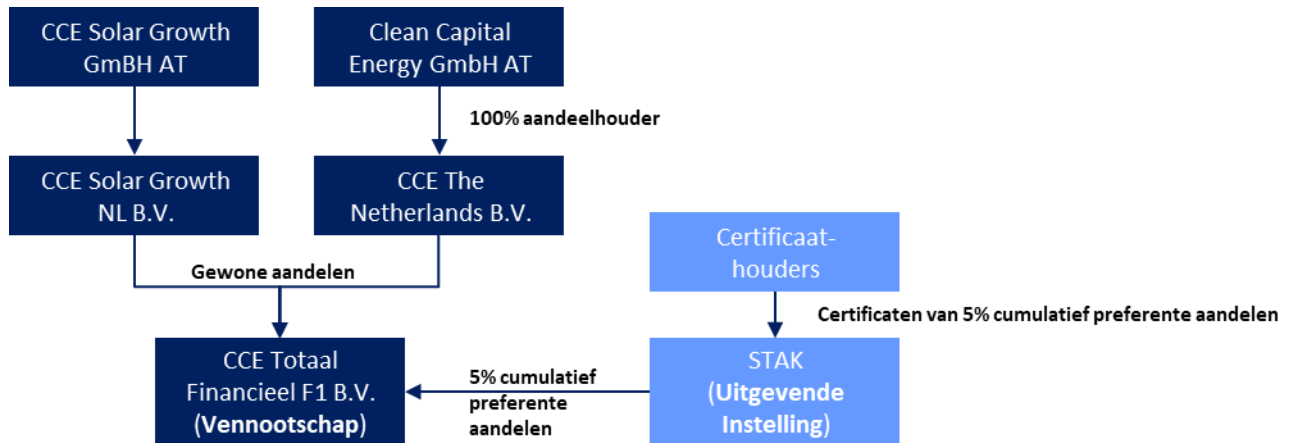 CCE Solar Growth
GmBH AT
Clean Capital
Energy GmbH AT
100% aandeelhouder
CCE Solar Growth
NL B.V.
CCE The
Netherlands B.V.
Certificaat-
houders
Gewone aandelen
Certificaten van 5% cumulatief preferente aandelen
CCE Totaal
Financieel F1 B.V.
(Vennootschap)
5% cumulatief
preferente
aandelen
STAK
(Uitgevende
Instelling)